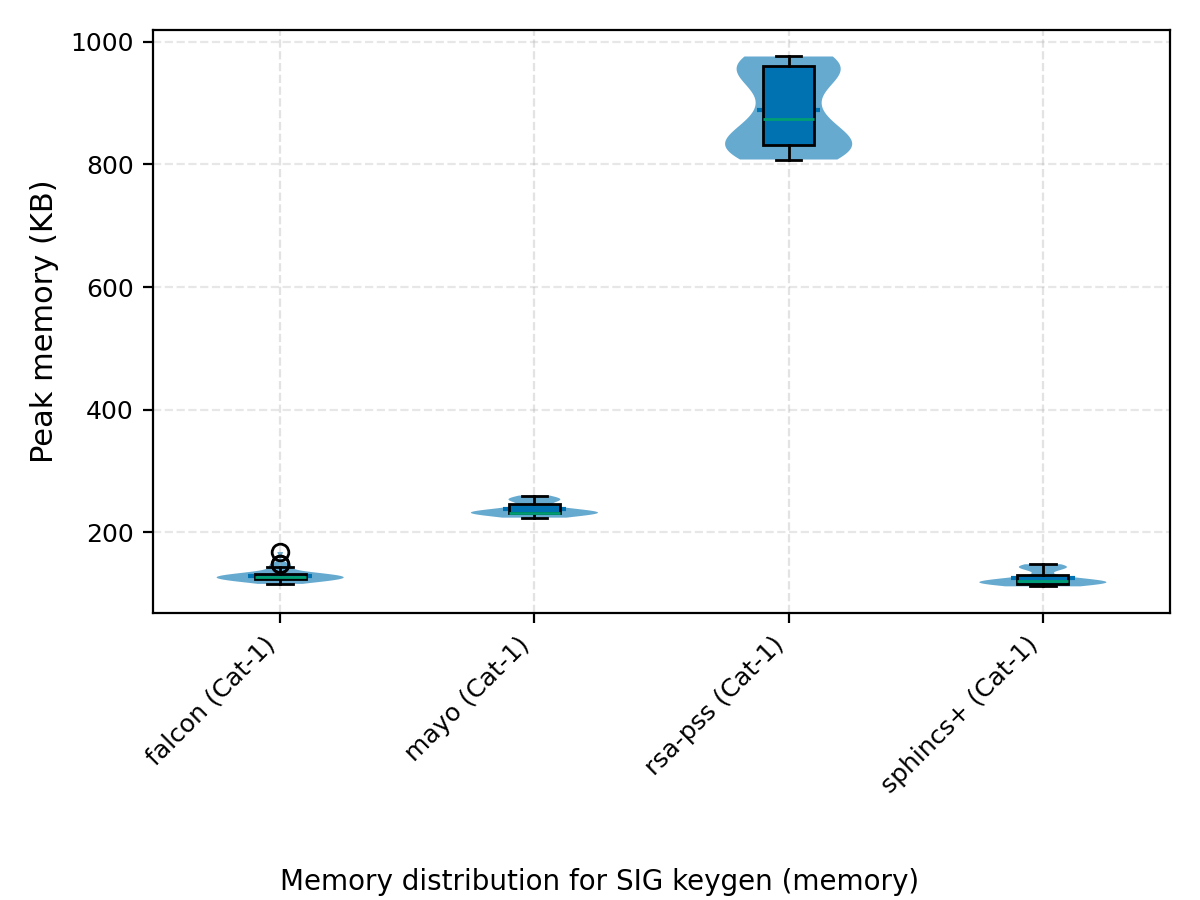 1000
800
600
400
200
Peak memory (KB)
falcon (Cat-1)
mayo (Cat-1)
rsa-pss (Cat-1)
sphincs+ (Cat-1)
Memory distribution for SIG keygen (memory)